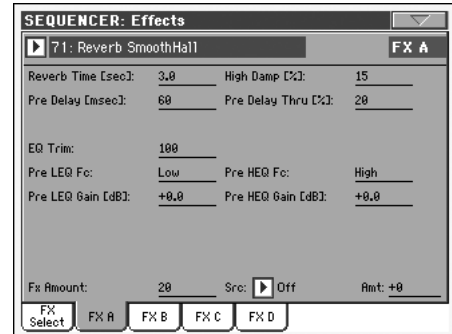 SEQUENCER: Effects
71: Reverb SmoothHall FX A
Reverb Time [sec]: 3.0 High Damp [%]: 15
Pre Delay [msec]: 60 Pre Delay Thru [%]: 20
EQ Trim: 100
Pre LEQ Fc: Low Pre HEQ Fc: High
Pre LEQ Gain [dB]: +0.0 Pre HEQ Gain [dB]: +0.0
Fx Amount: 20 Src: Off Amt: +0
FX Select FX A FX B FX C FX D